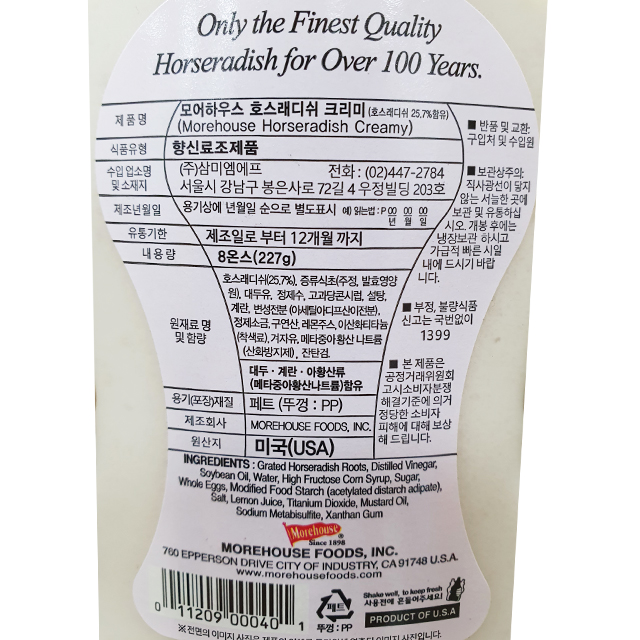 Only the Finest Quality
Horseradish for Over 100 Years.
제품명
모어하우스 호스래디쉬 크리미 (호스래디쉬 25.7%함유)
(Morehouse Horseradish Creamy)
식품유형
향신료조제품
수입 업소명
및 소재지
(주)삼미엠에프 전화 : (02)447-2784
서울시 강남구 봉은사로 72길 4 우정빌딩 203호
제조년월일
용기상에 년월일 순으로 별도표시 예) 읽는법 : P 00 00 00
년 월 일
유통기한
제조일로 부터 12개월 까지
내용량
8온스(227g)
원재료 명
및 함량
호스래디쉬(25.7%), 증류식초(주정, 발효영양
원), 대두유, 정제수, 고과당콘시럽, 설탕,
계란, 변성전분 (아세틸아디프산이전분),
정제소금, 구연산, 레몬주스, 이산화티타늄
(착색료), 겨자유, 메타중아황산 나트륨
(산화방지제), 잔탄검.
대두 · 계란 · 아황산류
(메타중아황산나트륨)함유
용기(포장)재질
페트 (뚜껑 : PP)
제조회사
MOREHOUSE FOODS, INC.
원산지
미국(USA)
■ 반품 및 교환:
구입처 및 수입원
■ 보관상주의:
직사광선이 닿지
않는 서늘한 곳에
보관 및 유통하십
시오. 개봉 후에는
냉장보관 하시고
가급적 빠른 시일
내에 드시기 바랍
니다.
■ 부정, 불량식품
신고는 국번없이
1399
■ 본 제품은
공정거래위원회
고시소비자분쟁
해결기준에 의거
정당한 소비자
피해에 대해 보상
해 드립니다.
INGREDIENTS : Grated Horseradish Roots, Distilled Vinegar,
Soybean Oil, Water, High Fructose Corn Syrup, Sugar,
Whole Eggs, Modified Food Starch (acetylated distarch adipate),
Salt, Lemon Juice, Titanium Dioxide, Mustard Oil,
Sodium Metabisulfite, Xanthan Gum
Morehouse ®
Since 1898
MOREHOUSE FOODS, INC.
760 EPPERSON DRIVE CITY OF INDUSTRY, CA 91748 U.S.A.
www.morehousefoods.com
0 11209 00040 1
페트
뚜껑 : PP
Shake well, to keep fresh
사용전에 흔들어주세요!
PRODUCT OF U.S.A
※전면의 이미지 사진은 제품의